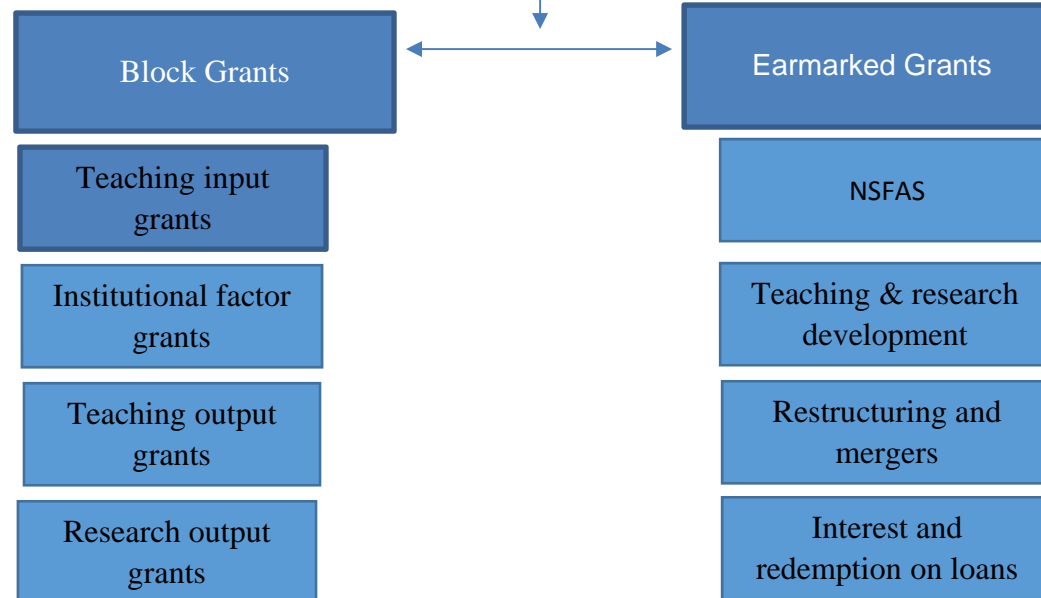 Block Grants
Earmarked Grants
Teaching input
grants
NSFAS
Institutional factor
grants
Teaching & research
development
Teaching output
grants
Restructuring and
mergers
Research output
grants
Interest and
redemption on loans